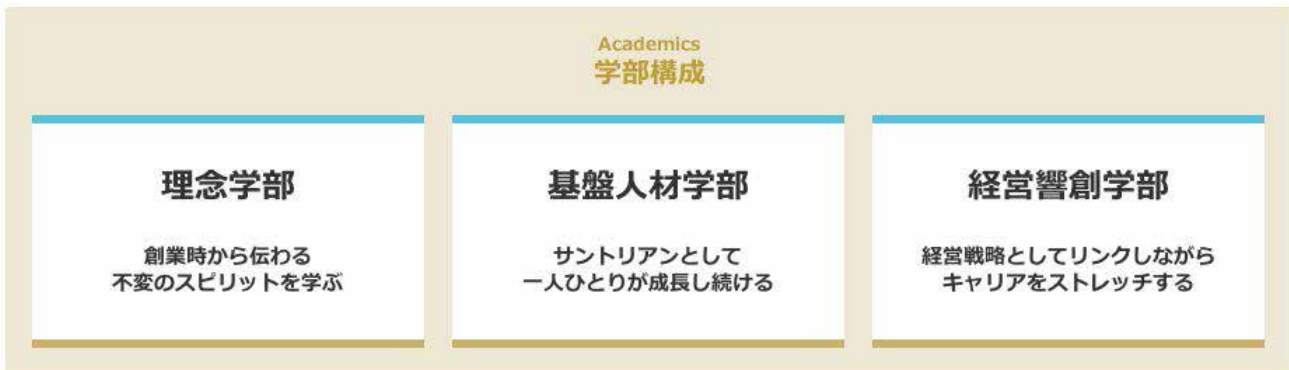 Academics
学部構成
理念学部
創業時から伝わる
不変のスピリットを学ぶ
基盤人材学部
サントリアンとして
一人ひとりが成長し続ける
経営響創学部
経営戦略としてリンクしながら
キャリアをストレッチする